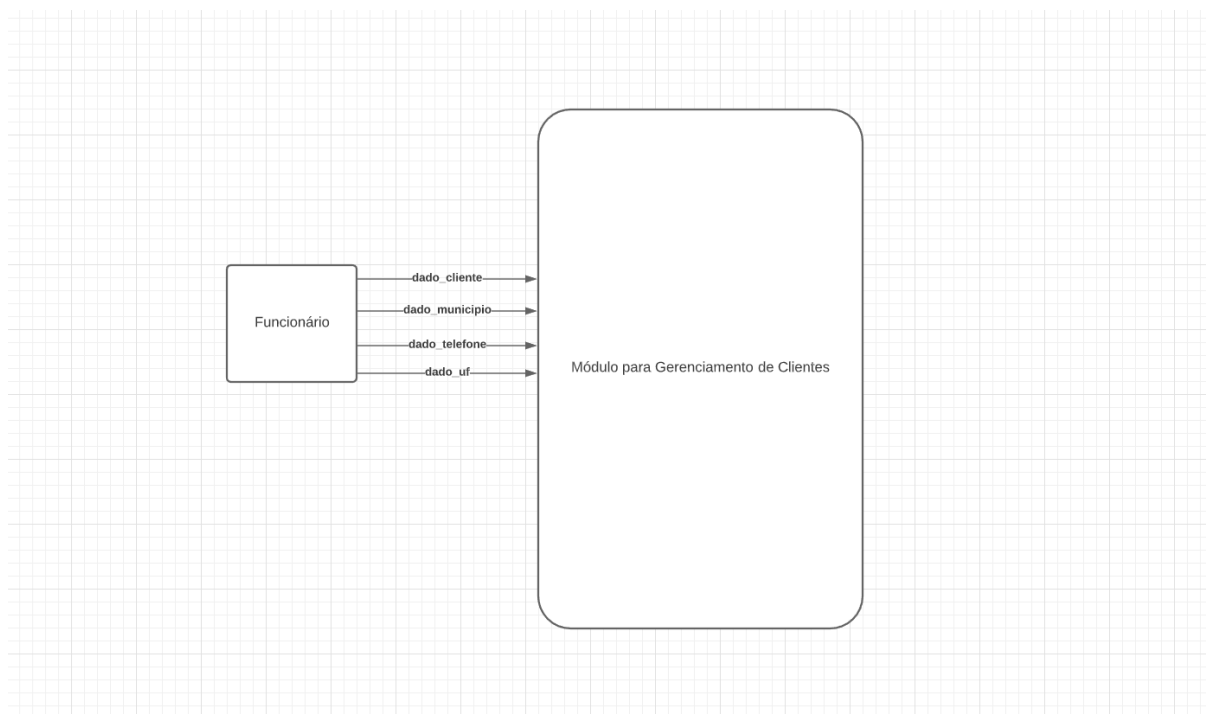 dado_cliente
dado_municipio
Funcionário
dado_telefone
dado_uf
Módulo para Gerenciamento de Clientes